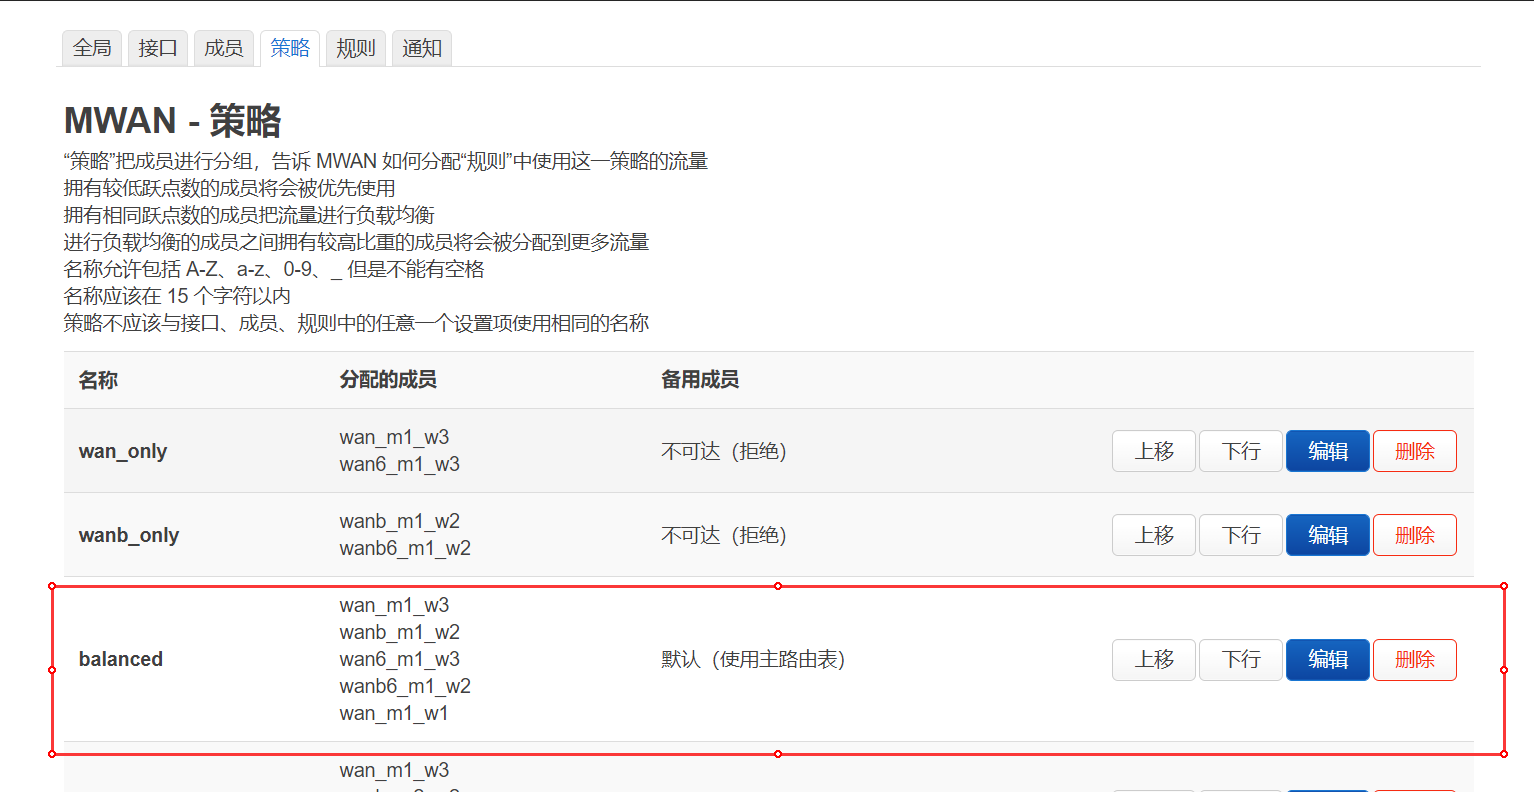 全局 接口 成员 策略 规则 通知
MWAN - 策略
“策略”把成员进行分组，告诉 MWAN 如何分配“规则”中使用这一策略的流量
拥有较低跃点数的成员将会被优先使用
拥有相同跃点数的成员把流量进行负载均衡
进行负载均衡的成员之间拥有较高比重的成员将会被分配到更多流量
名称允许包括 A-Z、a-z、0-9、_ 但是不能有空格
名称应该在 15 个字符以内
策略不应该与接口、成员、规则中的任意一个设置项使用相同的名称
名称 分配的成员 备用成员
wan_only
wan_m1_w3
wan6_m1_w3
不可达（拒绝）
上移 下行 编辑 删除
wanb_only
wanb_m1_w2
wanb6_m1_w2
不可达（拒绝）
上移 下行 编辑 删除
balanced
wan_m1_w3
wanb_m1_w2
wan6_m1_w3
wanb6_m1_w2
wan_m1_w1
默认（使用主路由表）
上移 下行 编辑 删除
wan_m1_w3